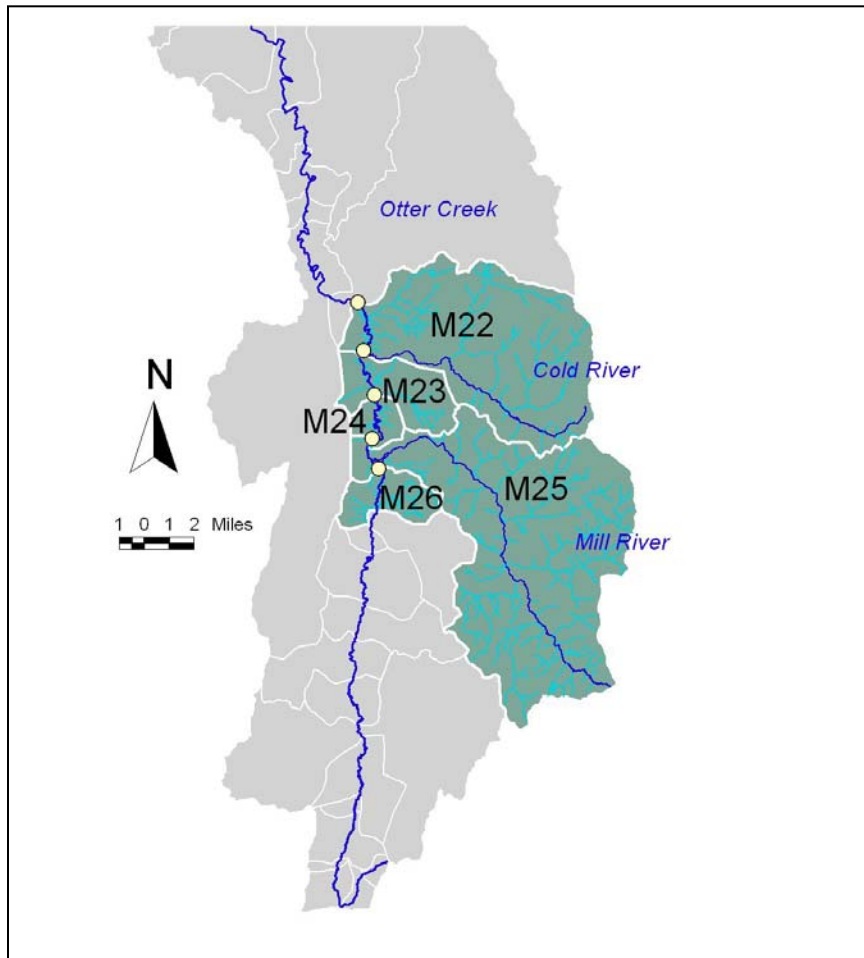 Otter Creek
M22
Cold River
M23
N
M24
M25
M26
1 0 1 2 Miles
Mill River